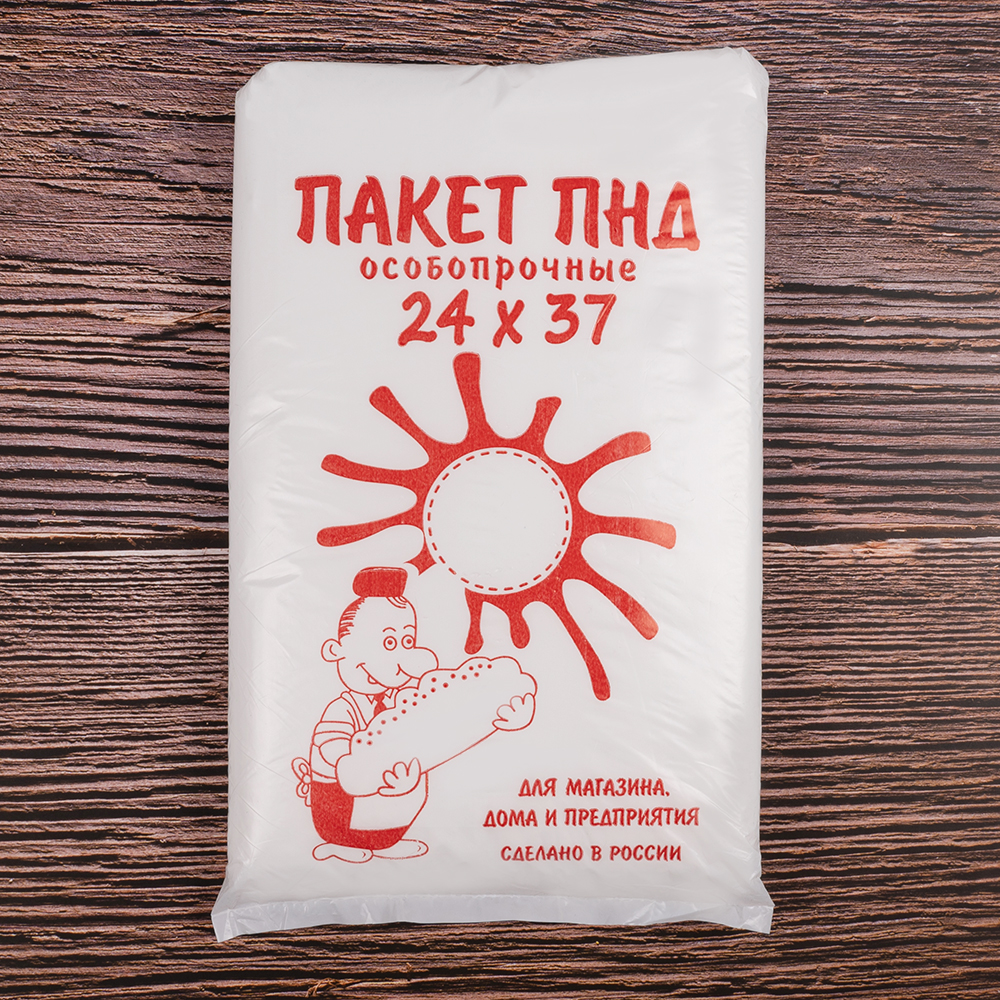 ПАКЕТ ПНД
особопрочные
24 х 37
ДЛЯ МАГАЗИНА,
ДОМА И ПРЕДПРИЯТИЯ
СДЕЛАНО В РОССИИ